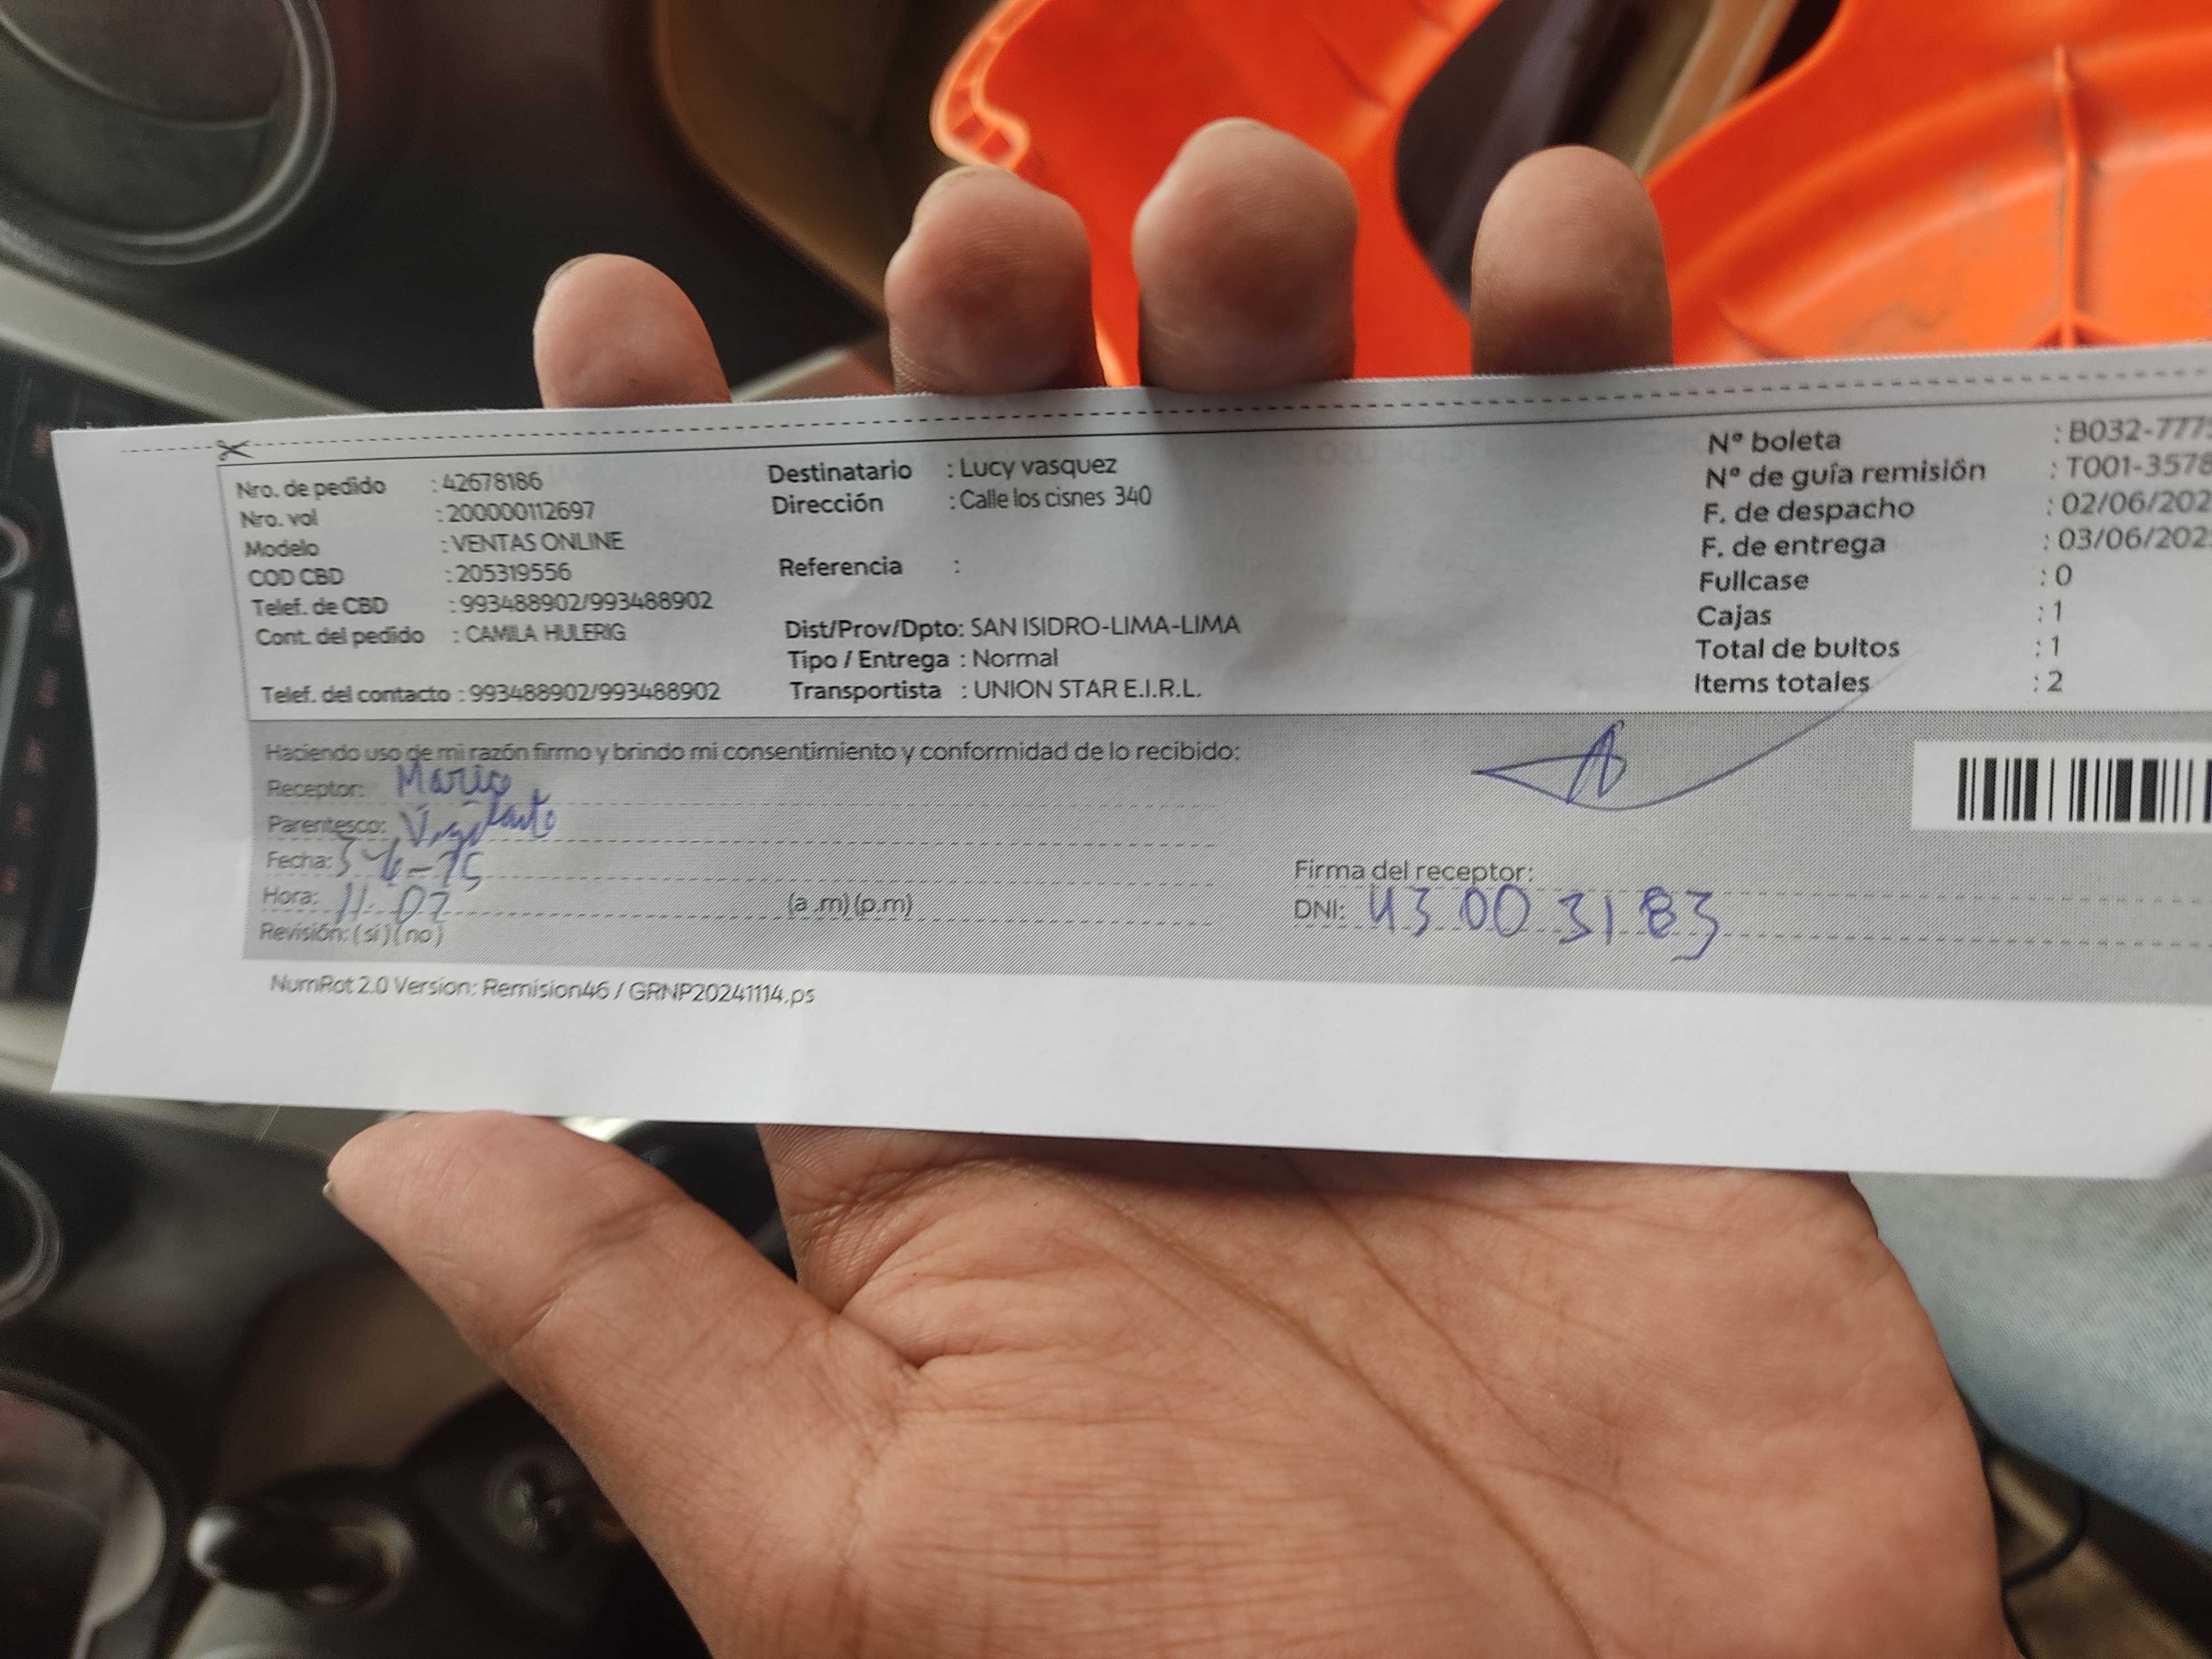 Nro. de pedido : 42678186
Nro. vol : 200000112697
Modelo : VENTAS ONLINE
COD CBD : 205319556
Telef. de CBD : 993488902/993488902
Cont. del pedido : CAMILA HULERIG
Telef. del contacto : 993488902/993488902
Destinatario : Lucy vasquez
Dirección : Calle los cisnes 340
Referencia :
Dist/Prov/Dpto: SAN ISIDRO-LIMA-LIMA
Tipo / Entrega : Normal
Transportista : UNION STAR E.I.R.L.
N° boleta : B032-777
N° de guía remisión : T001-3578
F. de despacho : 02/06/202
F. de entrega : 03/06/202
Fullcase : 0
Cajas : 1
Total de bultos : 1
Items totales : 2
Haciendo uso de mi razón firmo y brindo mi consentimiento y conformidad de lo recibido:
Receptor: Mario
Parentesco: Vigilante
Fecha: 3-6-25
Hora: 11:07 (a .m) (p.m)
Revisión: (si) (no)
Firma del receptor:
DNI: 43003183
NumRot 2.0 Version: Remision46 / GRNP20241114.ps